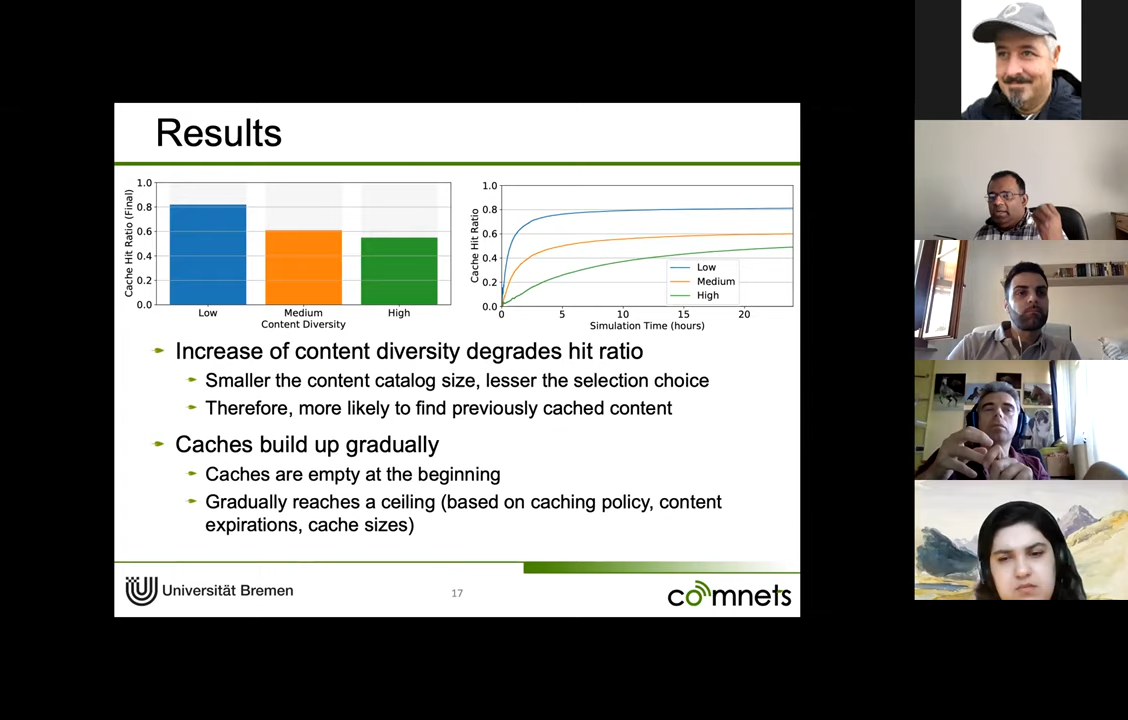 Results
Cache Hit Ratio (Final)
1.0
0.8
0.6
0.4
0.2
0.0
Low
Medium
High
Content Diversity
Cache Hit Ratio
1.0
0.8
0.6
0.4
0.2
0.0
0
5
10
15
20
Simulation Time (hours)
Low
Medium
High
Increase of content diversity degrades hit ratio
Smaller the content catalog size, lesser the selection choice
Therefore, more likely to find previously cached content
Caches build up gradually
Caches are empty at the beginning
Gradually reaches a ceiling (based on caching policy, content
expirations, cache sizes)
Universität Bremen
17
comnets